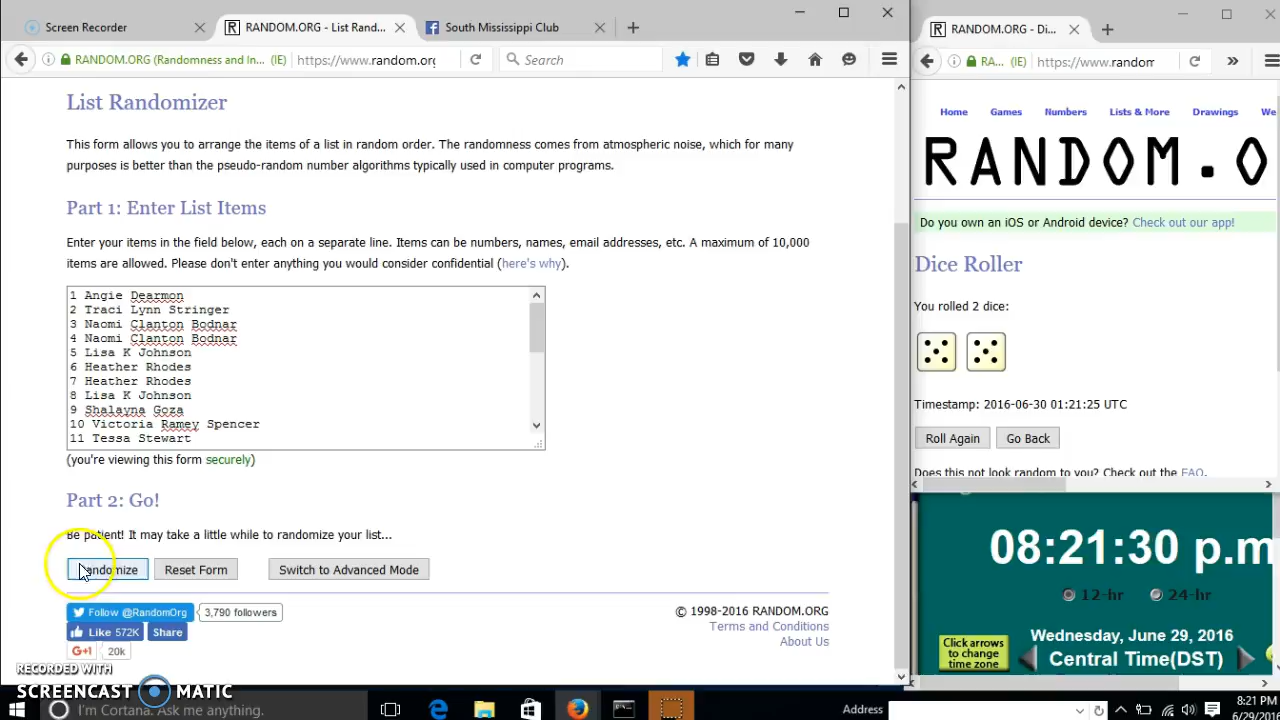 Screen Recorder
RANDOM.ORG - List Rand...
South Mississippi Club
RANDOM.ORG (Randomness and In... (IE)
https://www.random.org
Search
List Randomizer
This form allows you to arrange the items of a list in random order. The randomness comes from atmospheric noise, which for many
purposes is better than the pseudo-random number algorithms typically used in computer programs.
Part 1: Enter List Items
Enter your items in the field below, each on a separate line. Items can be numbers, names, email addresses, etc. A maximum of 10,000
items are allowed. Please don't enter anything you would consider confidential (here's why).
1 Angie Dearmon
2 Traci Lynn Stringer
3 Naomi Clanton Bodnar
4 Naomi Clanton Bodnar
5 Lisa K Johnson
6 Heather Rhodes
7 Heather Rhodes
8 Lisa K Johnson
9 Shalayna Goza
10 Victoria Ramey Spencer
11 Tessa Stewart
(you're viewing this form securely)
Part 2: Go!
Be patient! It may take a little while to randomize your list...
Randomize
Reset Form
Switch to Advanced Mode
Follow @RandomOrg
3,790 followers
Like 572K
Share
G+1
20k
© 1998-2016 RANDOM.ORG
Terms and Conditions
About Us
RECORDED WITH
SCREENCAST MATIC
RANDOM.ORG - Di...
RA... (IE)
https://www.random
Home
Games
Numbers
Lists & More
Drawings
We
RANDOM.O
Do you own an iOS or Android device? Check out our app!
Dice Roller
You rolled 2 dice:
Timestamp: 2016-06-30 01:21:25 UTC
Roll Again
Go Back
Does this not look random to you? Check out the FAQ.
08:21:30 p.m
12-hr
24-hr
Click arrows
to change
time zone
Wednesday, June 29, 2016
Central Time(DST)
I'm Cortana. Ask me anything.
Address
8:21 PM
6/29/20